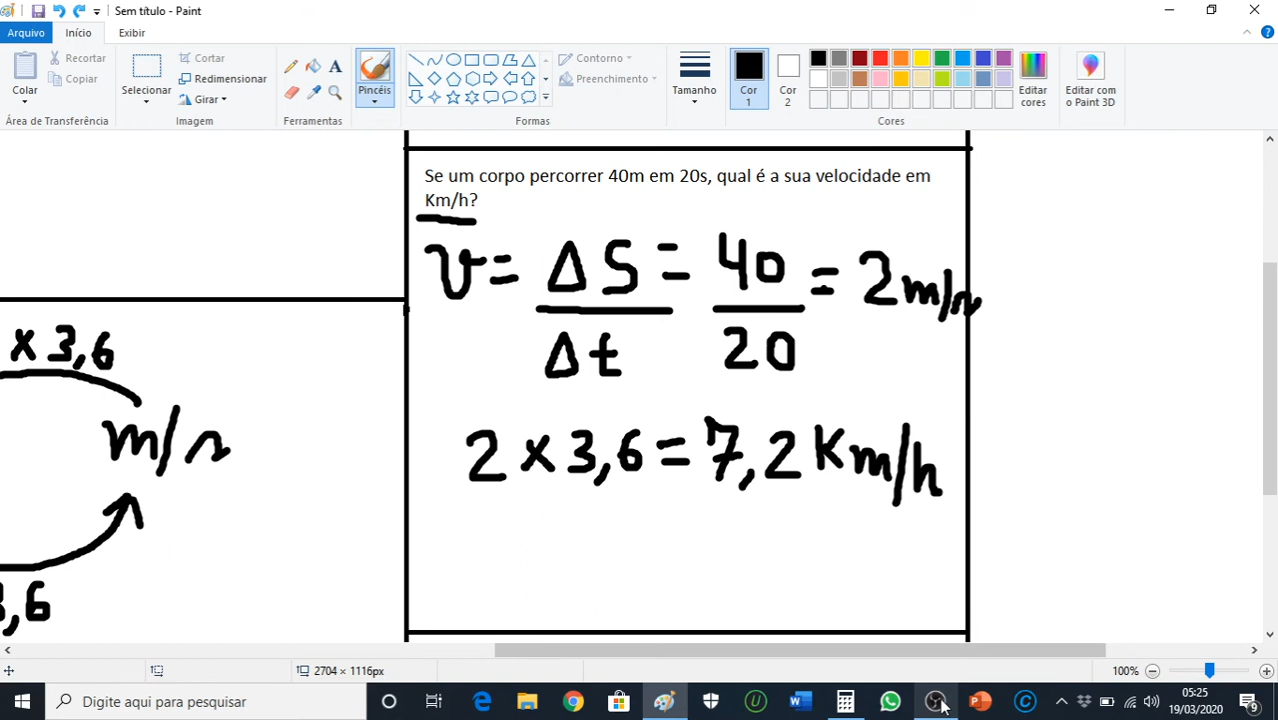 Sem título - Paint
Arquivo
Início
Exibir
Colar
Recortar
Copiar
Área de Transferência
Selecionar
Cortar
Redimensionar
Girar
Imagem
Ferramentas
Pincéis
Contorno
Preenchimento
Formas
Tamanho
Cor 1
Cor 2
Editar cores
Editar com o Paint 3D
Cores
Se um corpo percorrer 40m em 20s, qual é a sua velocidade em
Km/h?
v = ΔS/Δt = 40/20 = 2m/s
2 x 3,6 = 7,2 Km/h
x 3,6
m/s
3,6
2704 × 1116px
100%
Digite aqui para pesquisar
05:25
19/03/2020
9